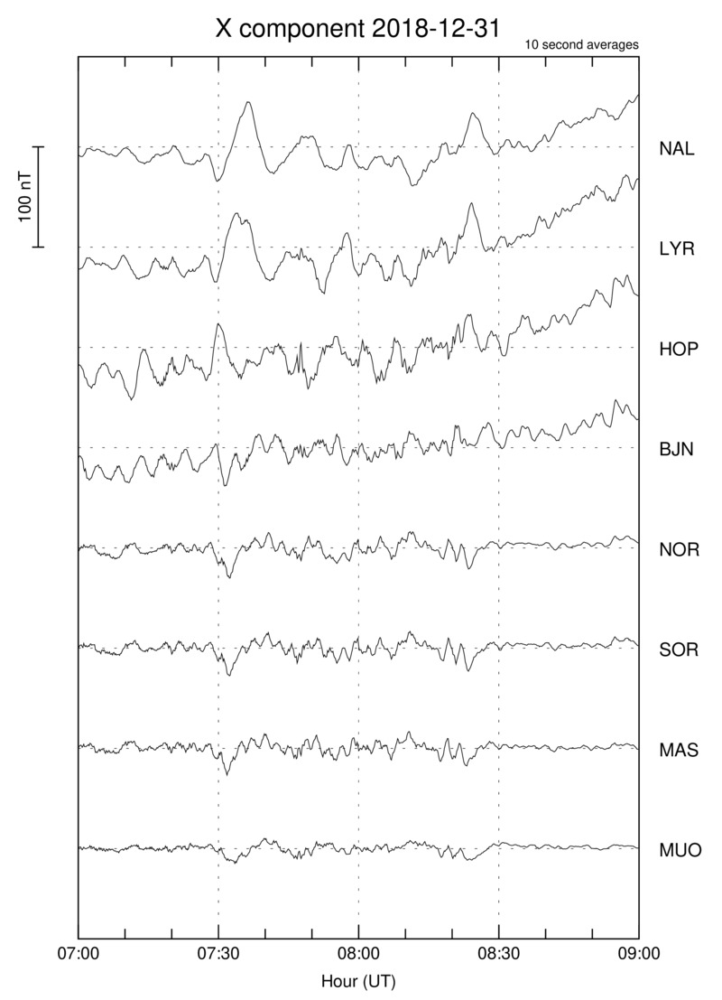 X component 2018-12-31
10 second averages
100 nT
NAL
LYR
HOP
BJN
NOR
SOR
MAS
MUO
07:00 07:30 08:00 08:30 09:00
Hour (UT)